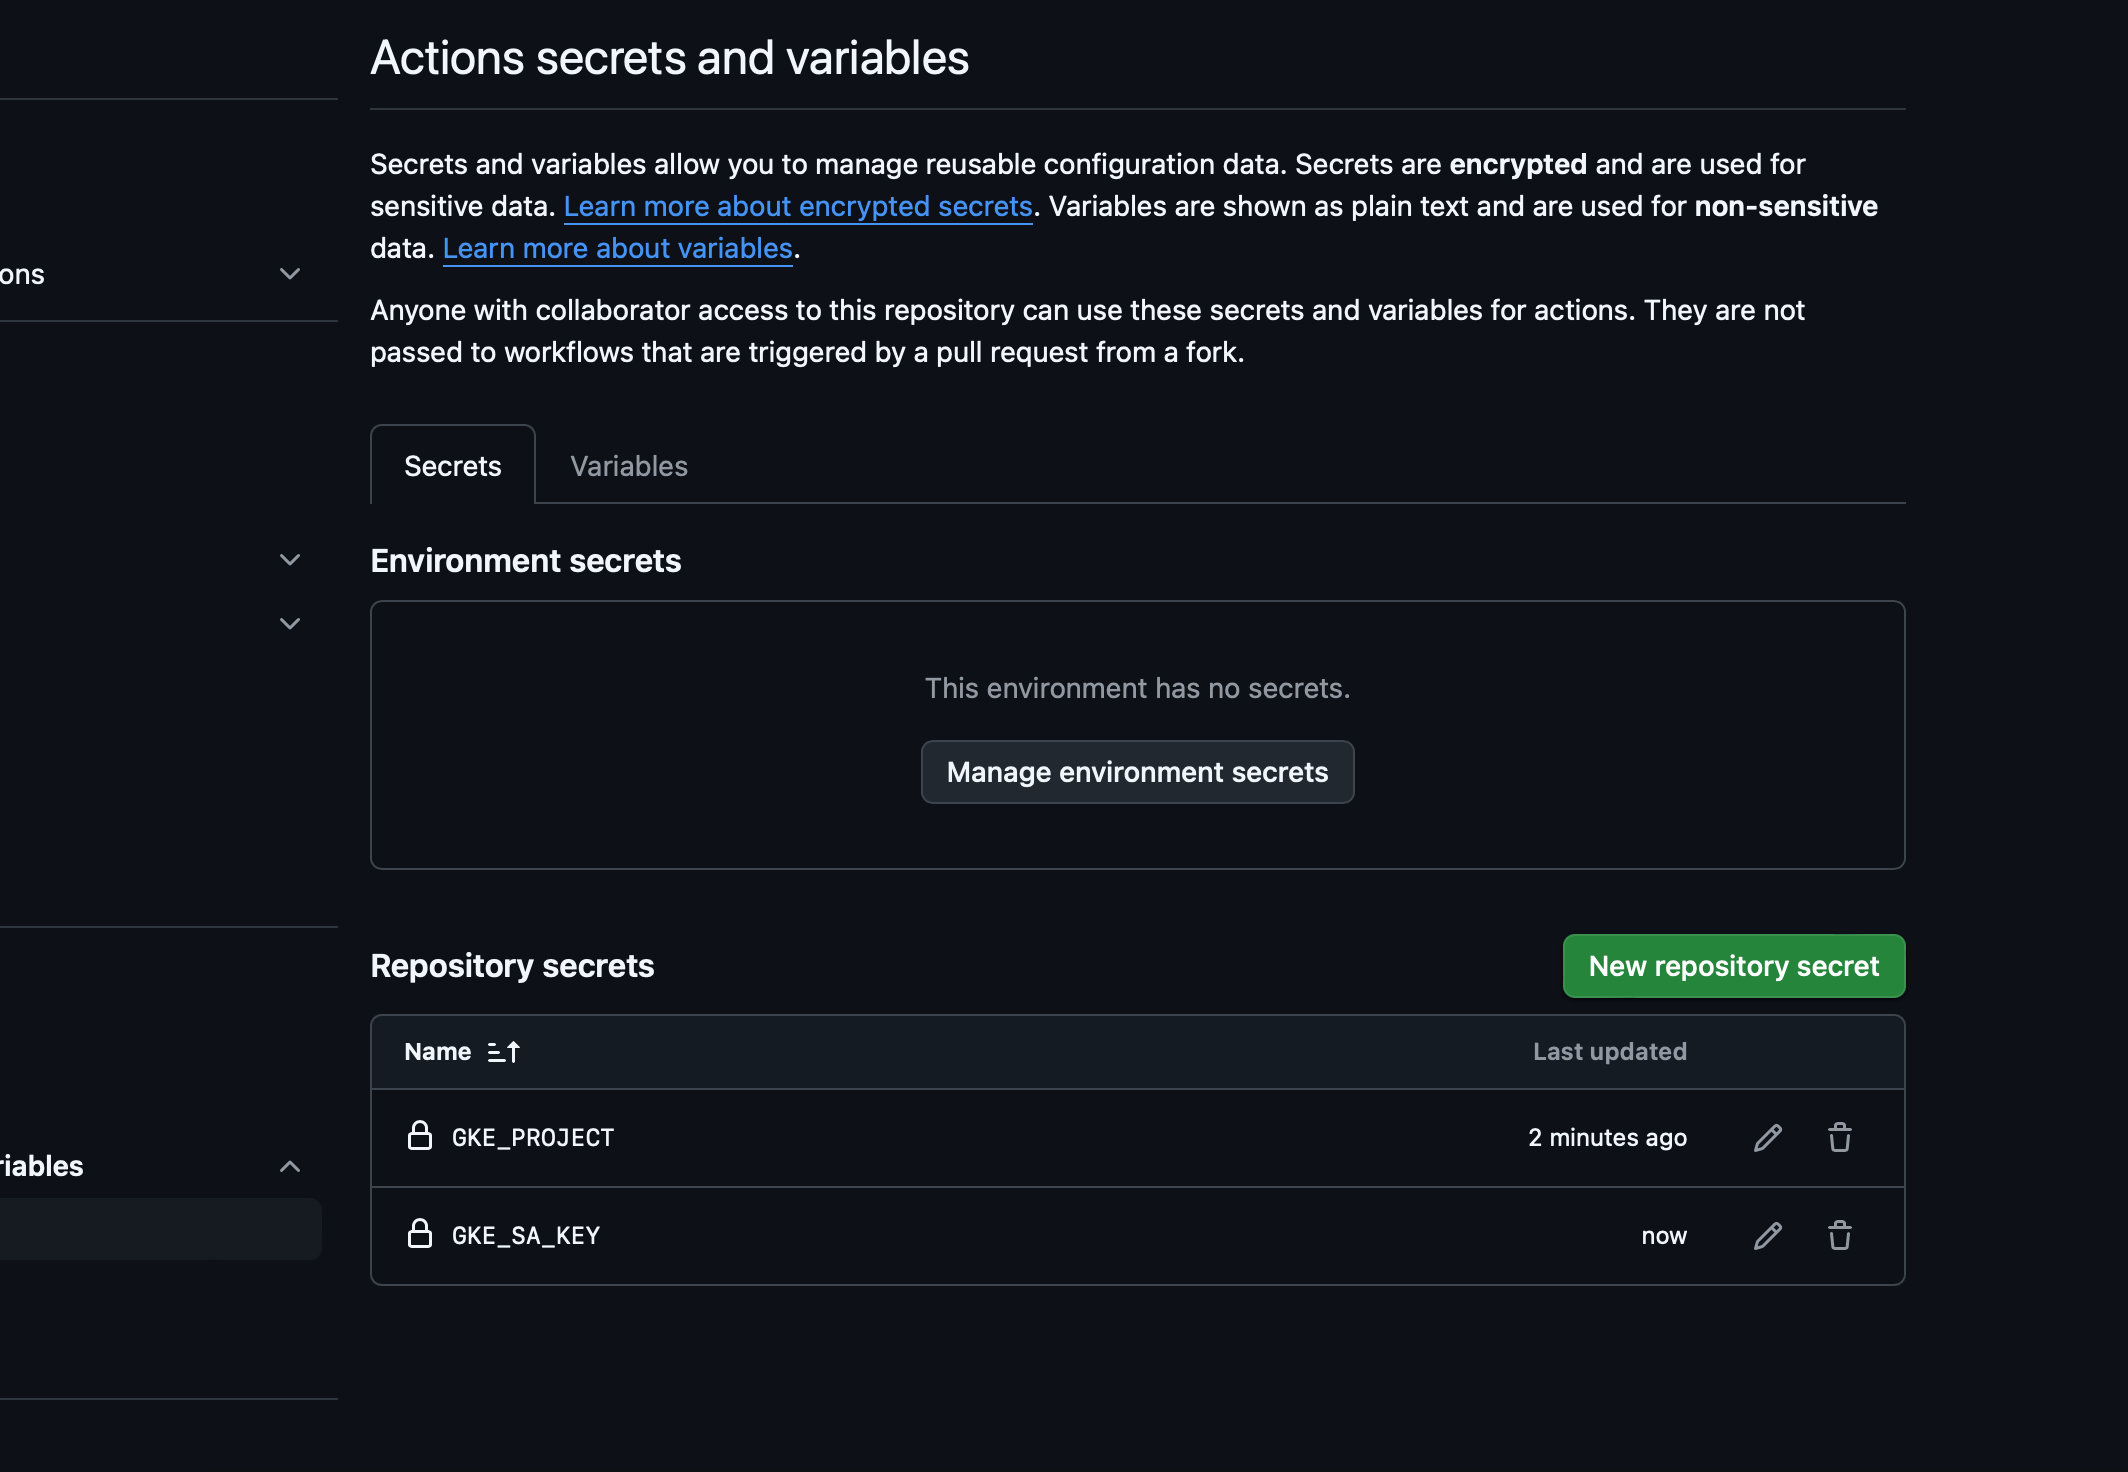 Actions secrets and variables
Secrets and variables allow you to manage reusable configuration data. Secrets are encrypted and are used for
sensitive data. Learn more about encrypted secrets. Variables are shown as plain text and are used for non-sensitive
data. Learn more about variables.
ons
Anyone with collaborator access to this repository can use these secrets and variables for actions. They are not
passed to workflows that are triggered by a pull request from a fork.
Secrets
Variables
Environment secrets
This environment has no secrets.
Manage environment secrets
Repository secrets
New repository secret
Name
Last updated
GKE_PROJECT
2 minutes ago
riables
GKE_SA_KEY
now